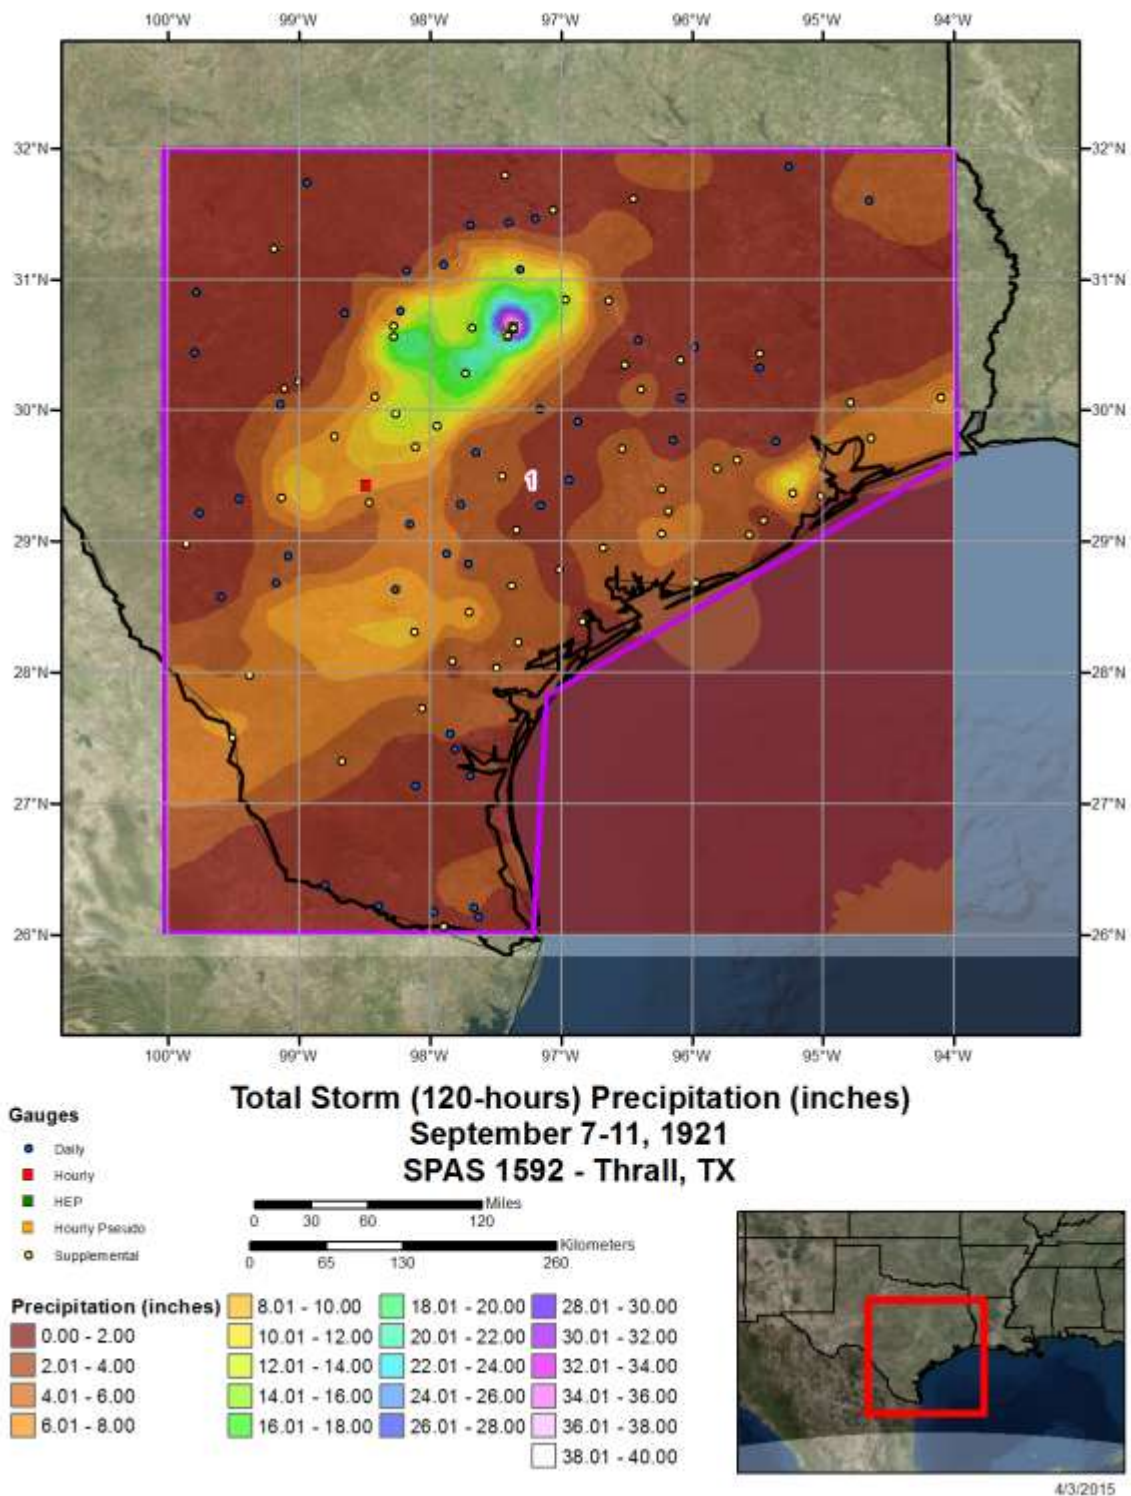 100°W 99°W 98°W 97°W 96°W 95°W 94°W
32°N 32°N
31°N 31°N
30°N 30°N
1
29°N 29°N
28°N 28°N
27°N 27°N
26°N 26°N
100°W 99°W 98°W 97°W 96°W 95°W 94°W
Total Storm (120-hours) Precipitation (inches)
September 7-11, 1921
SPAS 1592 - Thrall, TX
Gauges
Daily
Hourly
HEP
Hourly Pseudo
Supplemental
Miles
0 30 60 120
Kilometers
0 65 130 260
Precipitation (inches)
0.00 - 2.00
2.01 - 4.00
4.01 - 6.00
6.01 - 8.00
8.01 - 10.00
10.01 - 12.00
12.01 - 14.00
14.01 - 16.00
16.01 - 18.00
18.01 - 20.00
20.01 - 22.00
22.01 - 24.00
24.01 - 26.00
26.01 - 28.00
28.01 - 30.00
30.01 - 32.00
32.01 - 34.00
34.01 - 36.00
36.01 - 38.00
38.01 - 40.00
4/3/2015